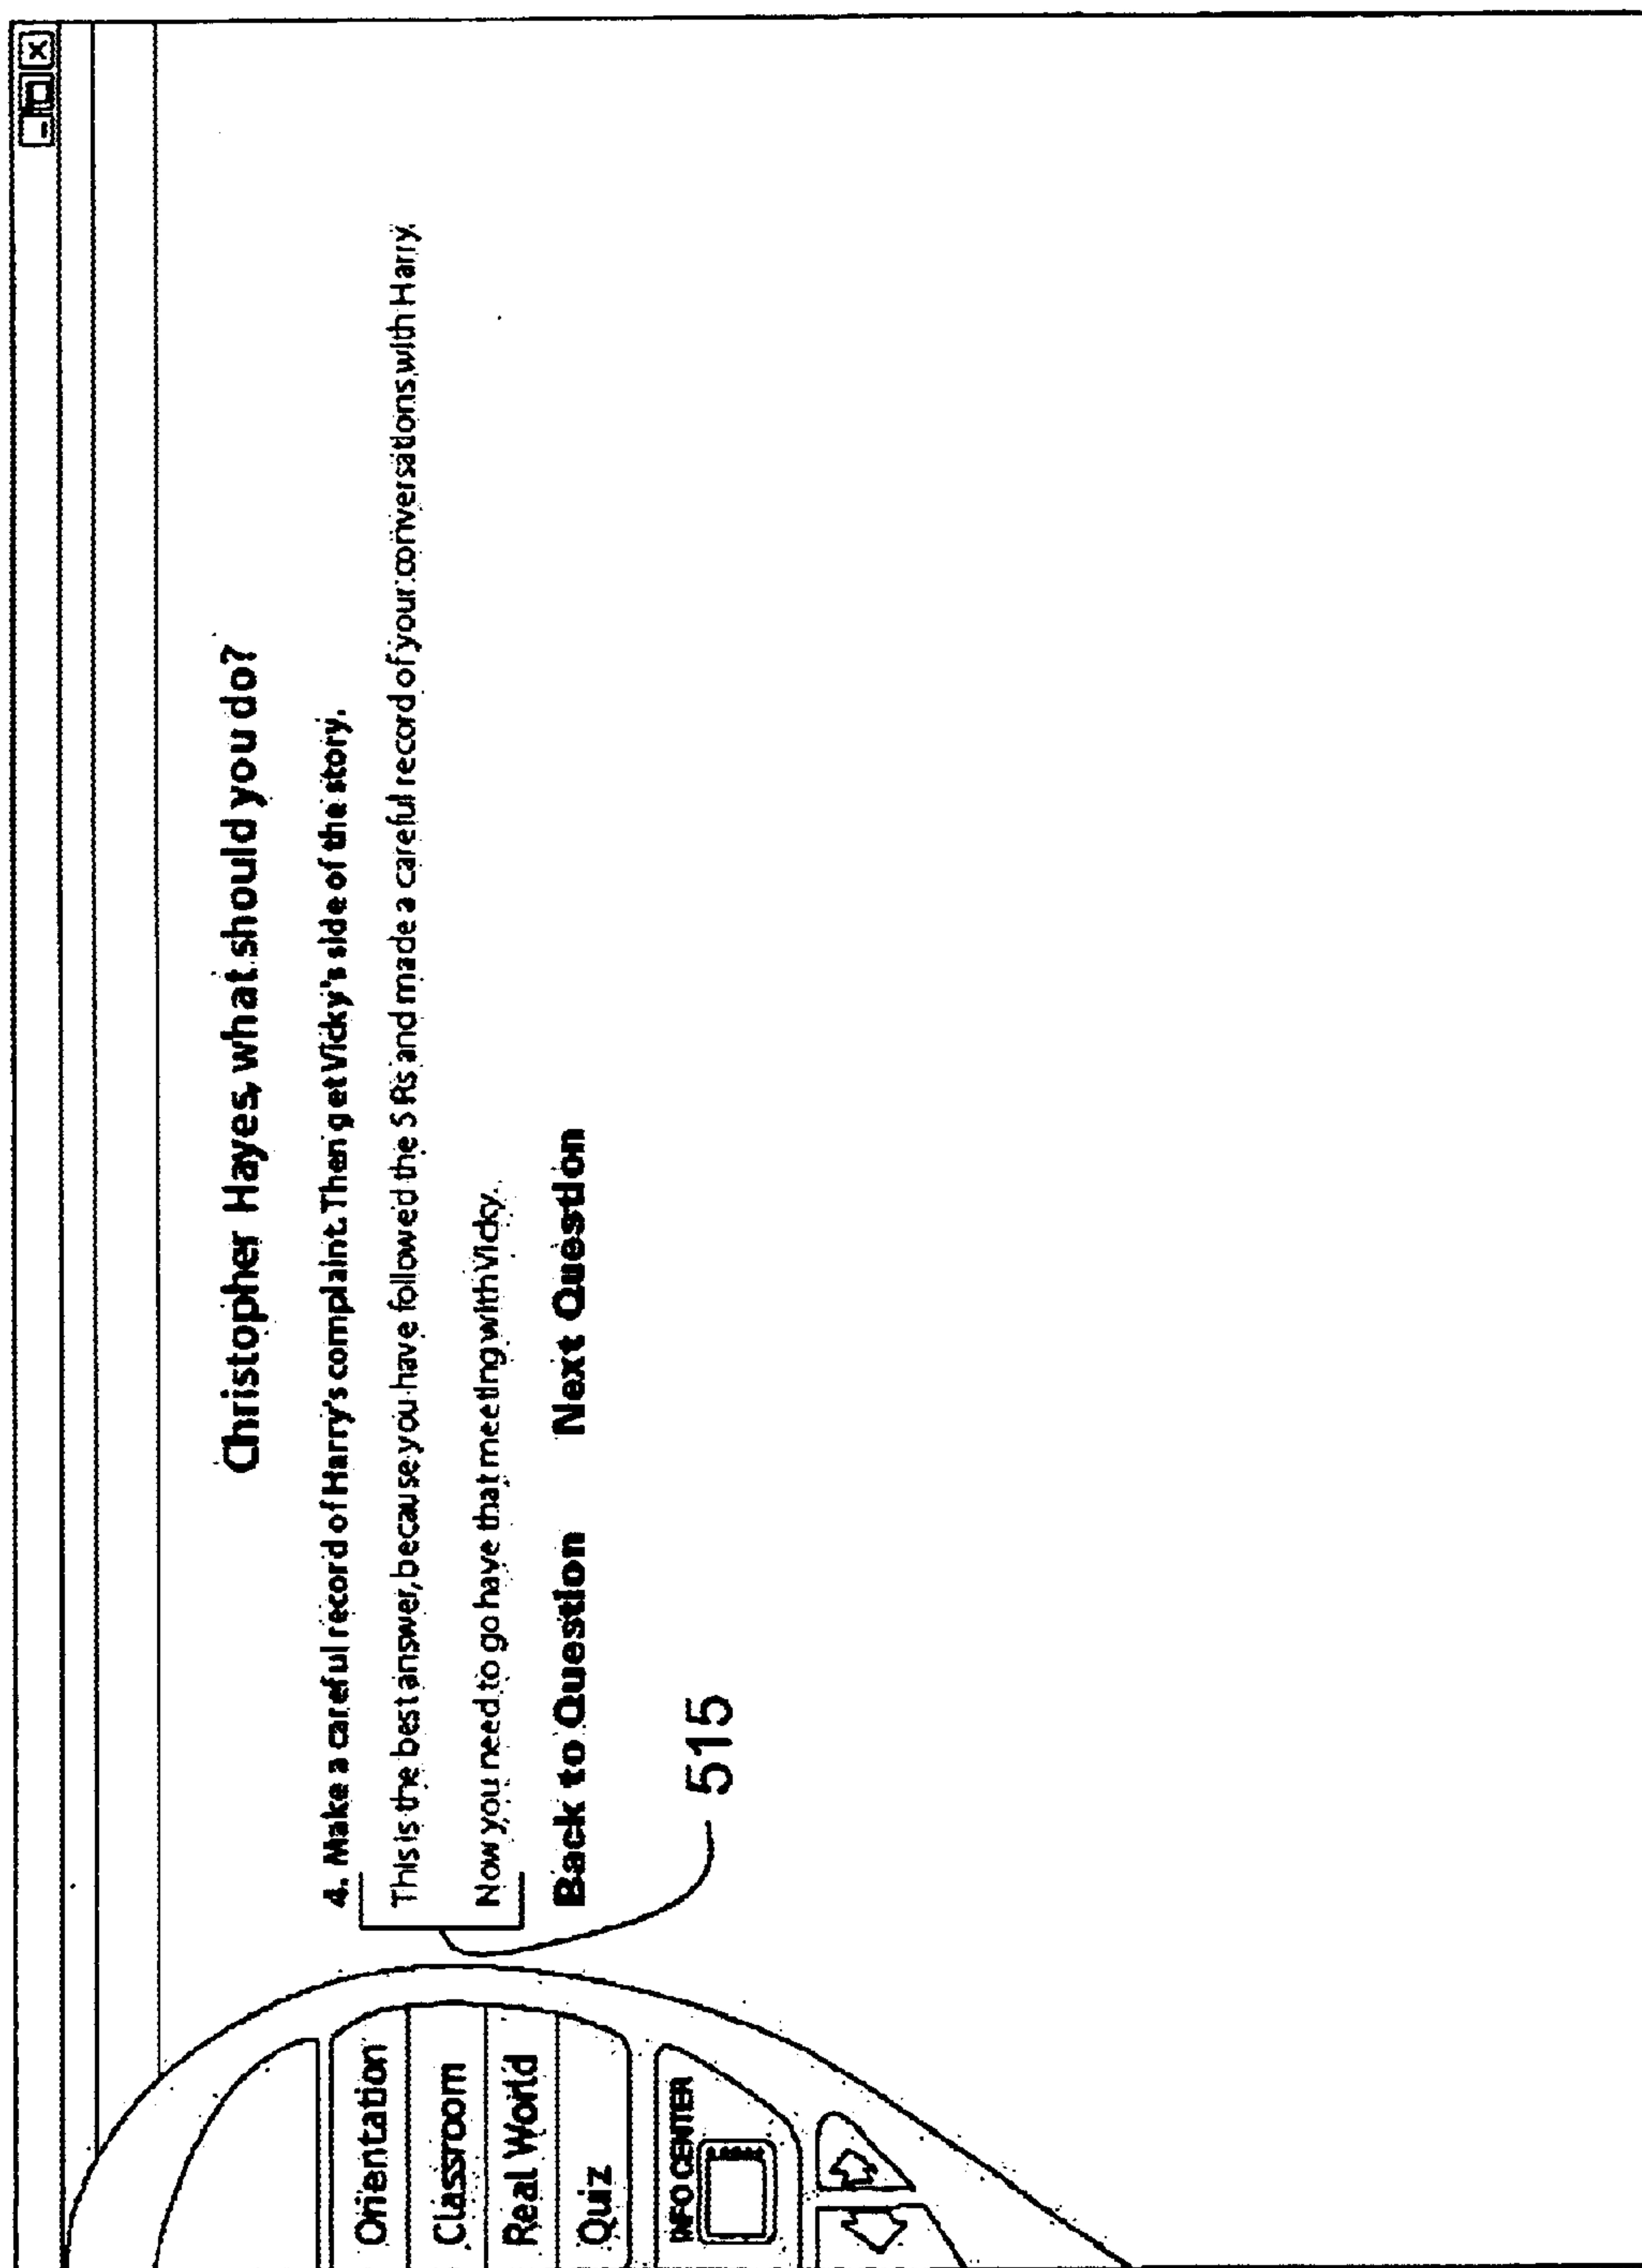 Christopher Hayes, what should you do?
4. Make a careful record of Harry's complaint. Then get Vicky's side of the story.
This is the best answer, because you have followed the 5 Rs and made a careful record of your conversations with Harry.
Now you need to go have that meeting with Vicky.
Back to Question Next Question
515
Orientation
Classroom
Real World
Quiz
INFO CENTER